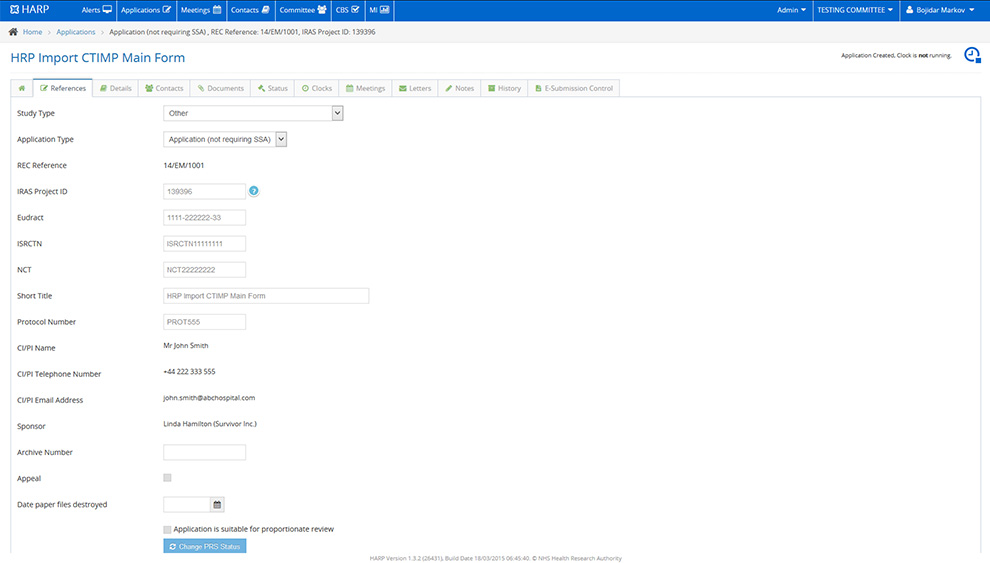 HARP Alerts Applications Meetings Contacts Committee CBS MI Admin TESTING COMMITTEE Bojidar Markov
Home > Applications > Application (not requiring SSA) , REC Reference: 14/EM/1001, IRAS Project ID: 139396
HRP Import CTIMP Main Form
Application Created, Clock is not running.
References Details Contacts Documents Status Clocks Meetings Letters Notes History E-Submission Control
Study Type Other
Application Type Application (not requiring SSA)
REC Reference 14/EM/1001
IRAS Project ID 139396 ?
Eudract 1111-222222-33
ISRCTN ISRCTN11111111
NCT NCT22222222
Short Title HRP Import CTIMP Main Form
Protocol Number PROT555
CI/PI Name Mr John Smith
CI/PI Telephone Number +44 222 333 555
CI/PI Email Address john.smith@abchospital.com
Sponsor Linda Hamilton (Survivor Inc.)
Archive Number
Appeal
Date paper files destroyed
Application is suitable for proportionate review
Change PRS Status
HARP Version 1.3.2 (26431), Build Date 18/03/2015 06:45:40. © NHS Health Research Authority